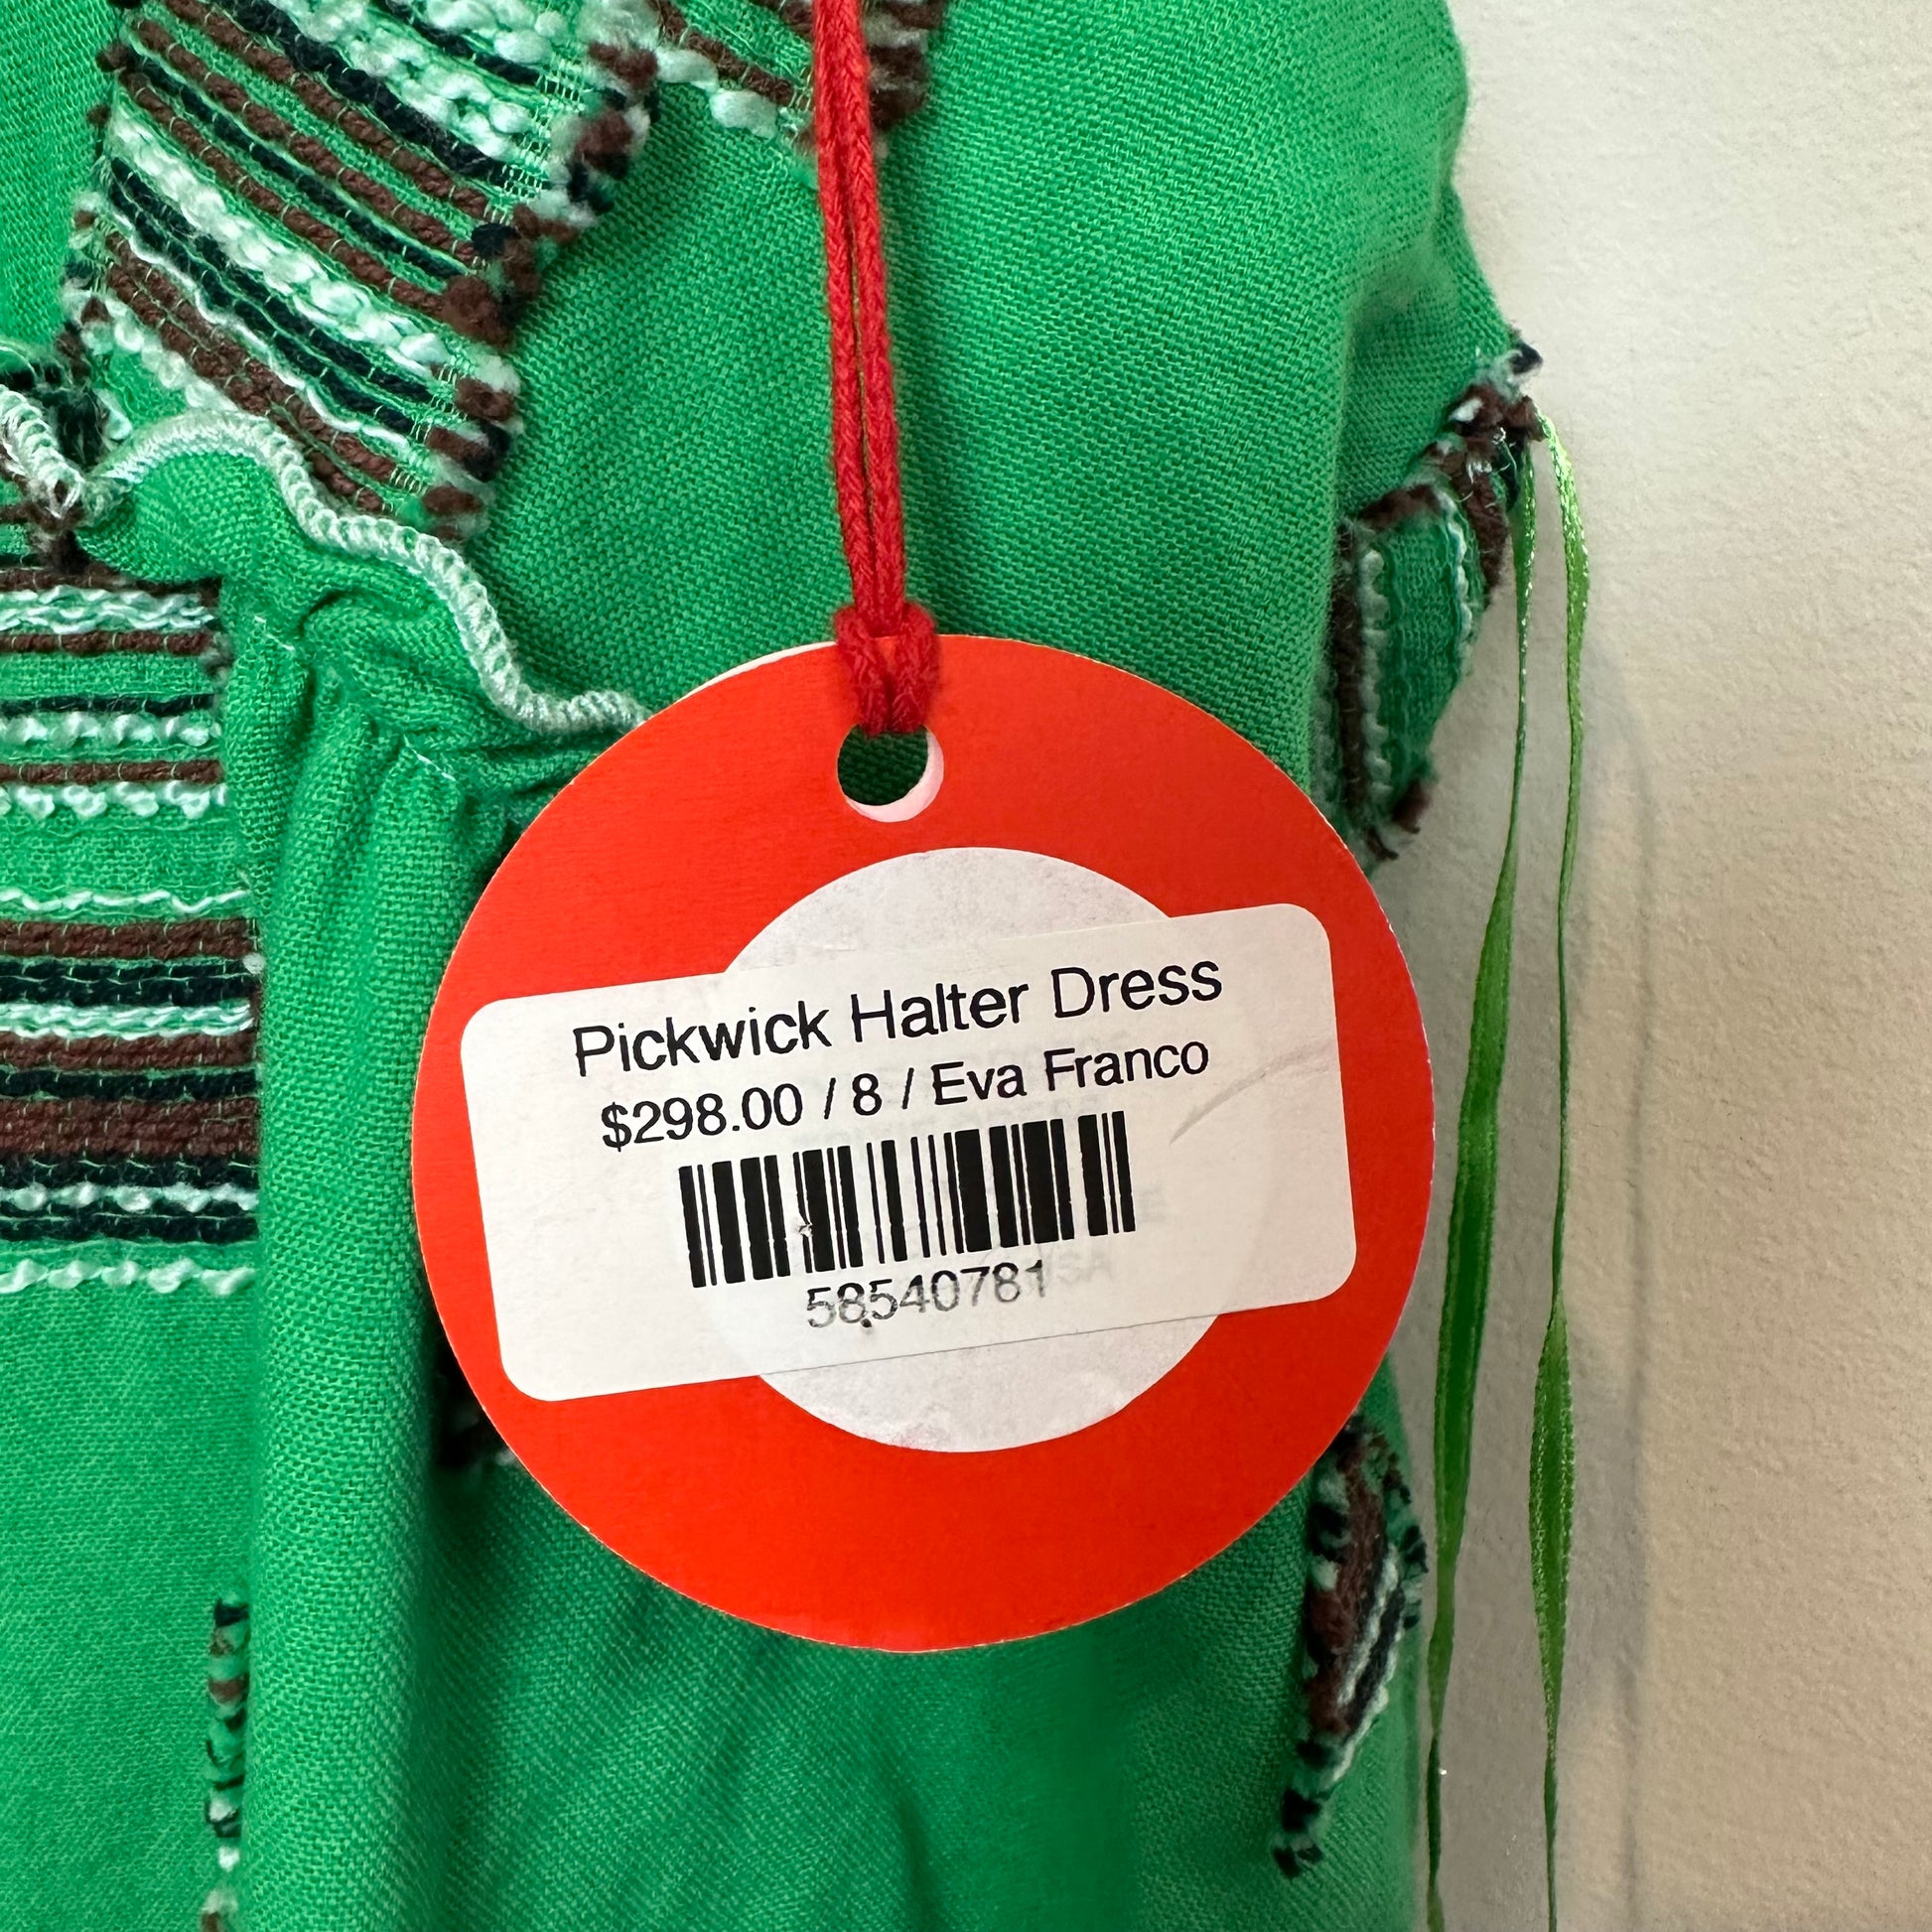 Pickwick Halter Dress
$298.00 / 8 / Eva Franco
58540781